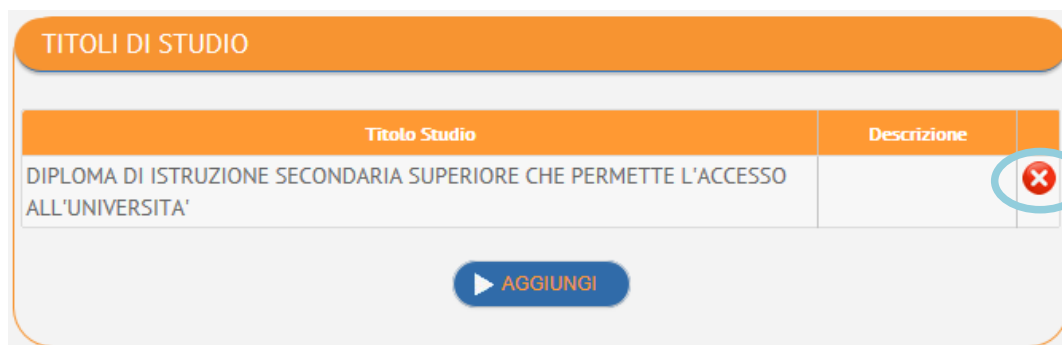 TITOLI DI STUDIO
Titolo Studio Descrizione
DIPLOMA DI ISTRUZIONE SECONDARIA SUPERIORE CHE PERMETTE L'ACCESSO
ALL'UNIVERSITA'
AGGIUNGI